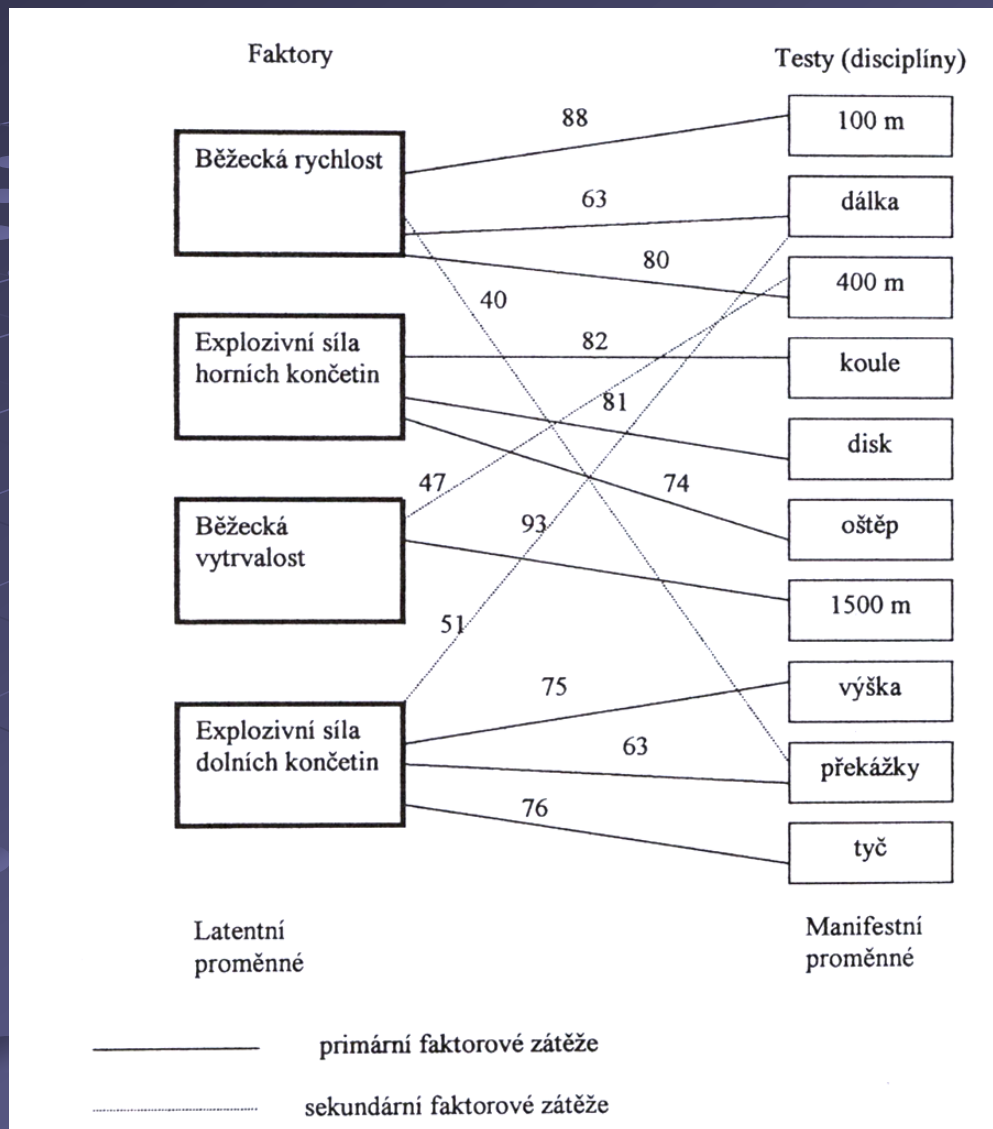 Faktory
Testy (disciplíny)
88
100 m
Běžecká rychlost
63
dálka
80
400 m
40
Explozivní síla
horních končetin
82
koule
81
disk
47
74
Běžecká
vytrvalost
93
oštěp
1500 m
51
75
výška
Explozivní síla
dolních končetin
63
překážky
76
tyč
Latentní
proměnné
Manifestní
proměnné
primární faktorové zátěže
sekundární faktorové zátěže